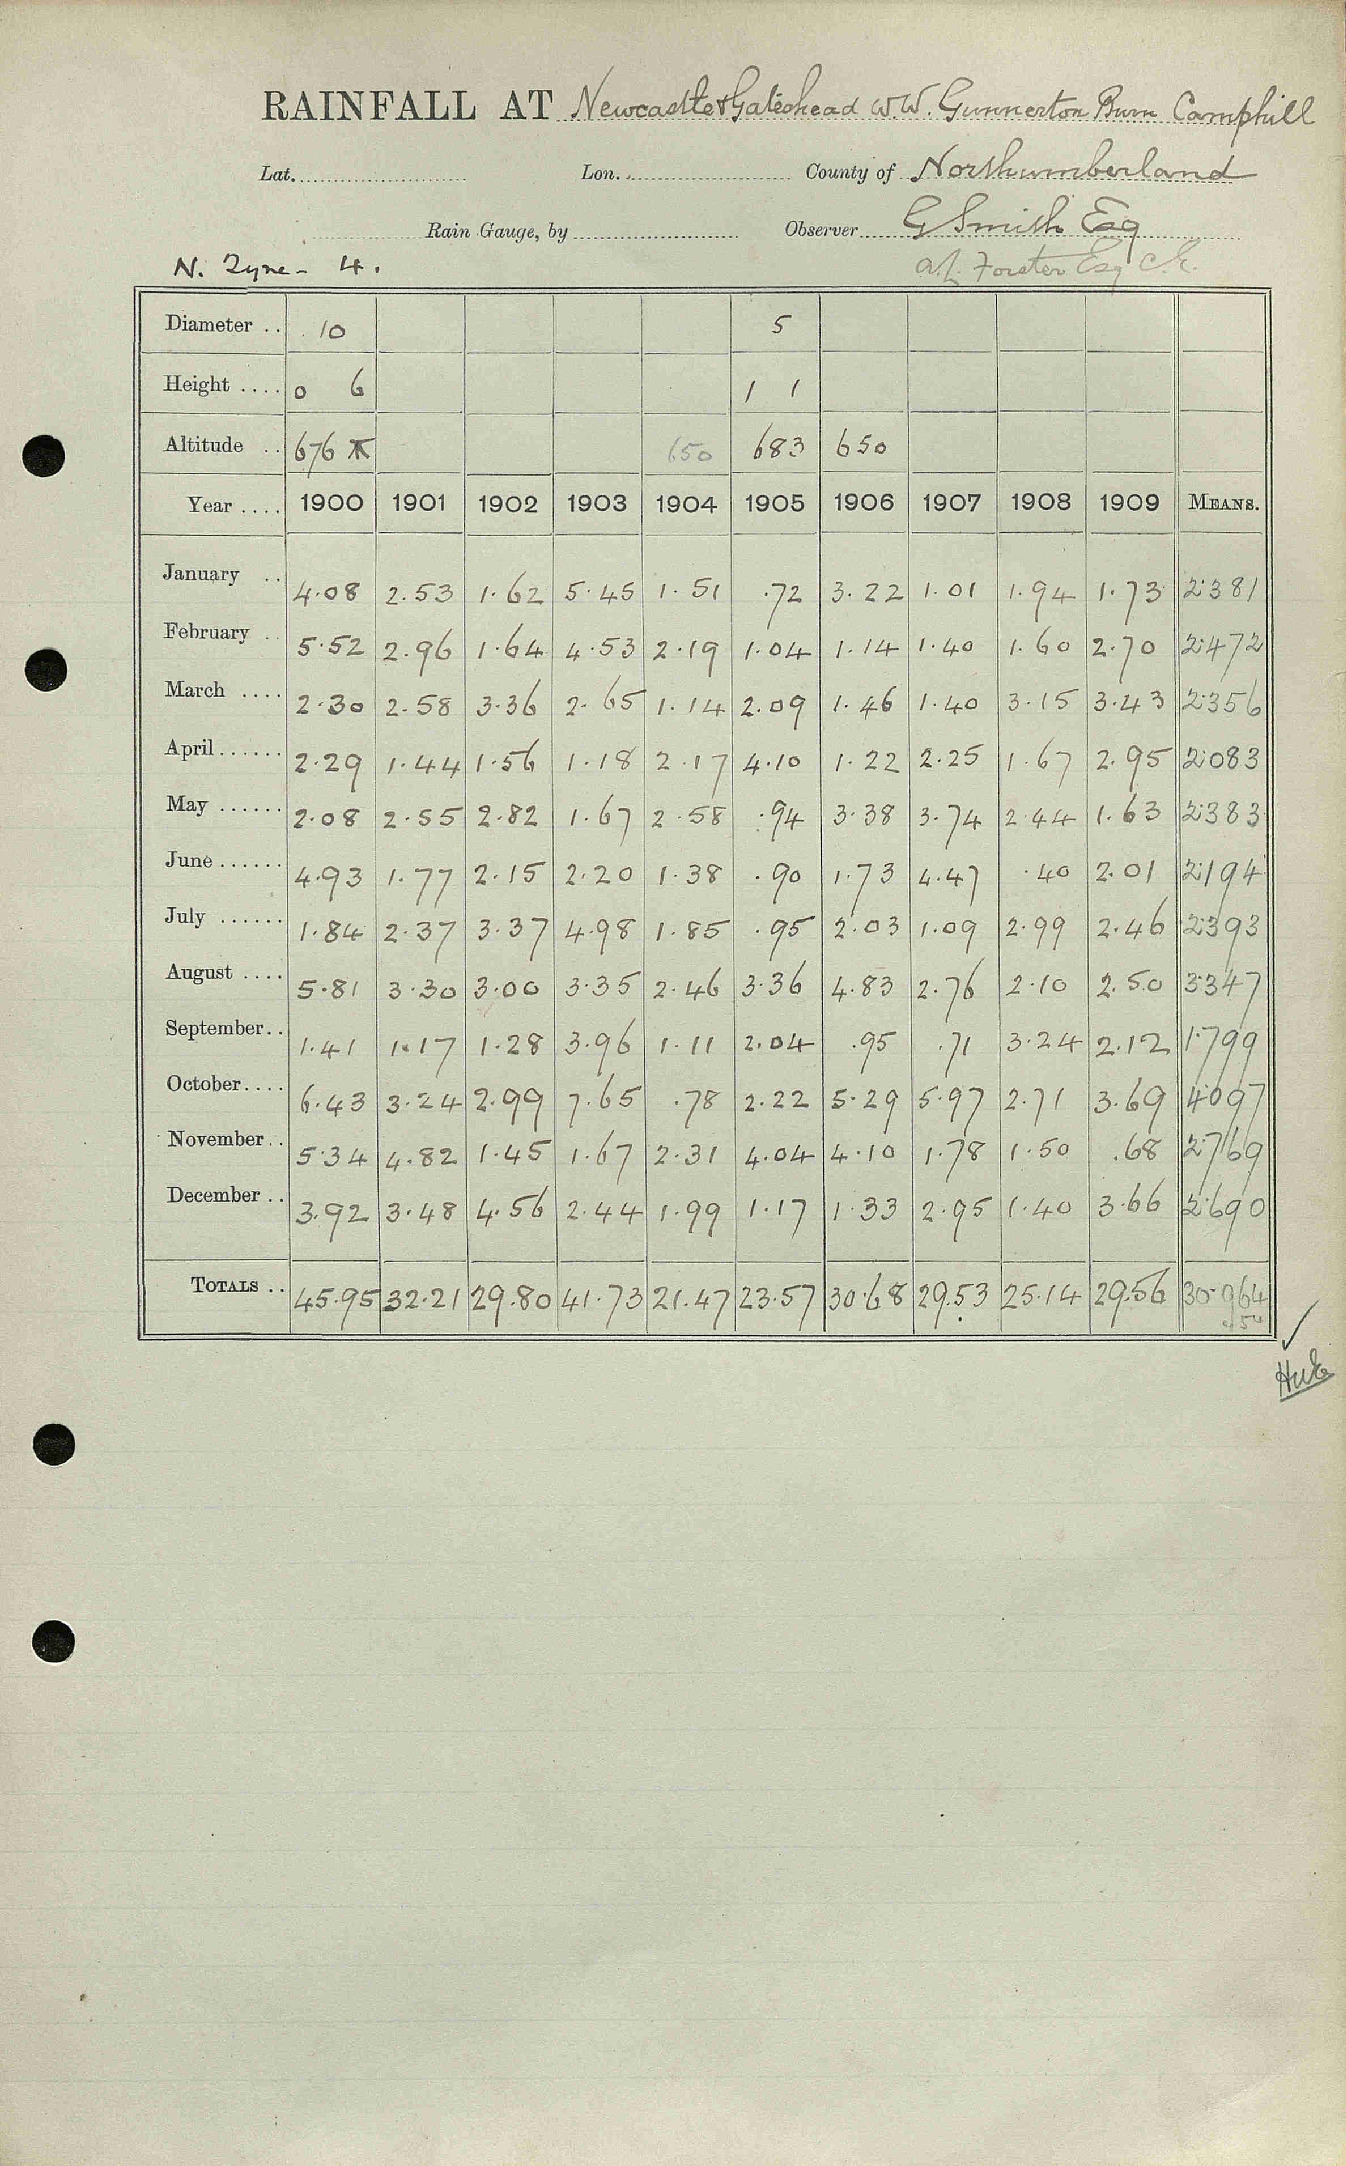 RAINFALL AT Newcastle & Gateshead W.W. Gunnerton Burn Camphill
Lat. Lon. County of Northumberland
Rain Gauge, by Observer G Smith Esq
N. Tyne - 4. A.L. Forster Esq C.E.
Diameter .. 10 5
Height .... 0 6 1 1
Altitude .. 676 650 683 650
Year .... 1900 1901 1902 1903 1904 1905 1906 1907 1908 1909 MEANS.
January .. 4.08 2.53 1.62 5.45 1.51 .72 3.22 1.01 1.94 1.73 2.381
February .. 5.52 2.96 1.64 4.53 2.19 1.04 1.14 1.40 1.60 2.70 2.472
March .... 2.30 2.58 3.36 2.65 1.14 2.09 1.46 1.40 3.15 3.43 2.356
April ...... 2.29 1.44 1.56 1.18 2.17 4.10 1.22 2.25 1.67 2.95 2.083
May ...... 2.08 2.55 2.82 1.67 2.58 .94 3.38 3.74 2.44 1.63 2.383
June ...... 4.93 1.77 2.15 2.20 1.38 .90 1.73 4.47 .40 2.01 2.194
July ...... 1.84 2.37 3.37 4.98 1.85 .95 2.03 1.09 2.99 2.46 2.393
August .... 5.81 3.30 3.00 3.35 2.46 3.36 4.83 2.76 2.10 2.50 3.347
September .. 1.41 1.17 1.28 3.96 1.11 2.04 .95 .71 3.24 2.12 1.799
October .... 6.43 3.24 2.99 7.65 .78 2.22 5.29 5.97 2.71 3.69 4.097
November .. 5.34 4.82 1.45 1.67 2.31 4.04 4.10 1.78 1.50 .68 2.769
December .. 3.92 3.48 4.56 2.44 1.99 1.17 1.33 2.95 1.40 3.66 2.690
TOTALS .. 45.95 32.21 29.80 41.73 21.47 23.57 30.68 29.53 25.14 29.56 30.964